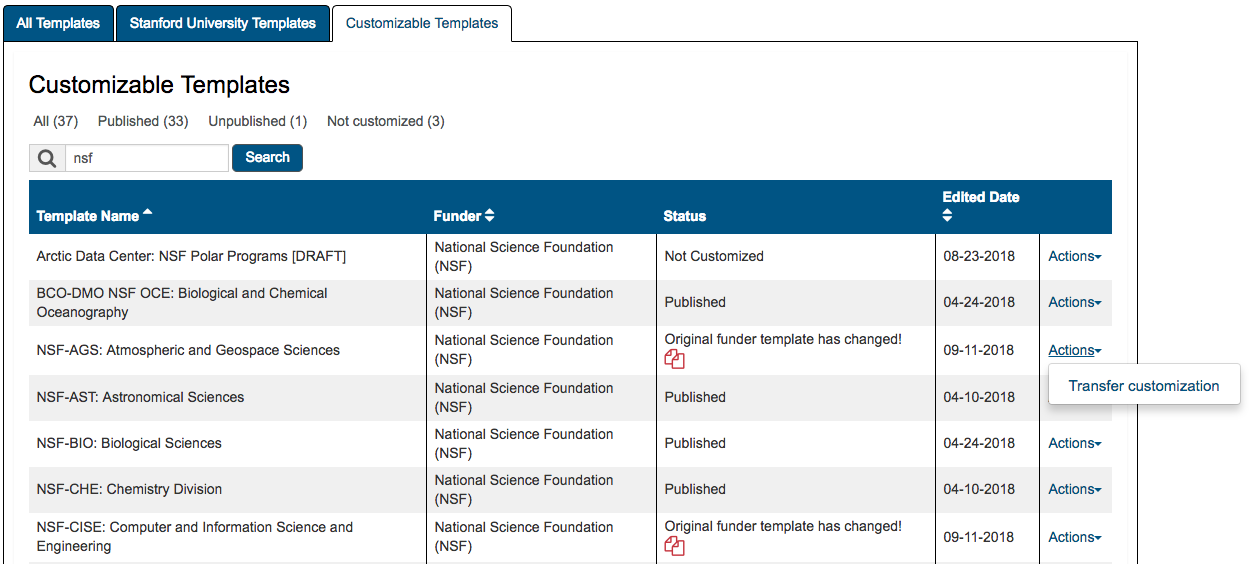 All Templates Stanford University Templates Customizable Templates
Customizable Templates
All (37) Published (33) Unpublished (1) Not customized (3)
nsf Search
Template Name Funder Status Edited Date
Arctic Data Center: NSF Polar Programs [DRAFT] National Science Foundation (NSF) Not Customized 08-23-2018 Actions
BCO-DMO NSF OCE: Biological and Chemical Oceanography National Science Foundation (NSF) Published 04-24-2018 Actions
NSF-AGS: Atmospheric and Geospace Sciences National Science Foundation (NSF) Original funder template has changed! 09-11-2018 Actions
Transfer customization
NSF-AST: Astronomical Sciences National Science Foundation (NSF) Published 04-10-2018
NSF-BIO: Biological Sciences National Science Foundation (NSF) Published 04-24-2018 Actions
NSF-CHE: Chemistry Division National Science Foundation (NSF) Published 04-10-2018 Actions
NSF-CISE: Computer and Information Science and Engineering National Science Foundation (NSF) Original funder template has changed! 09-11-2018 Actions